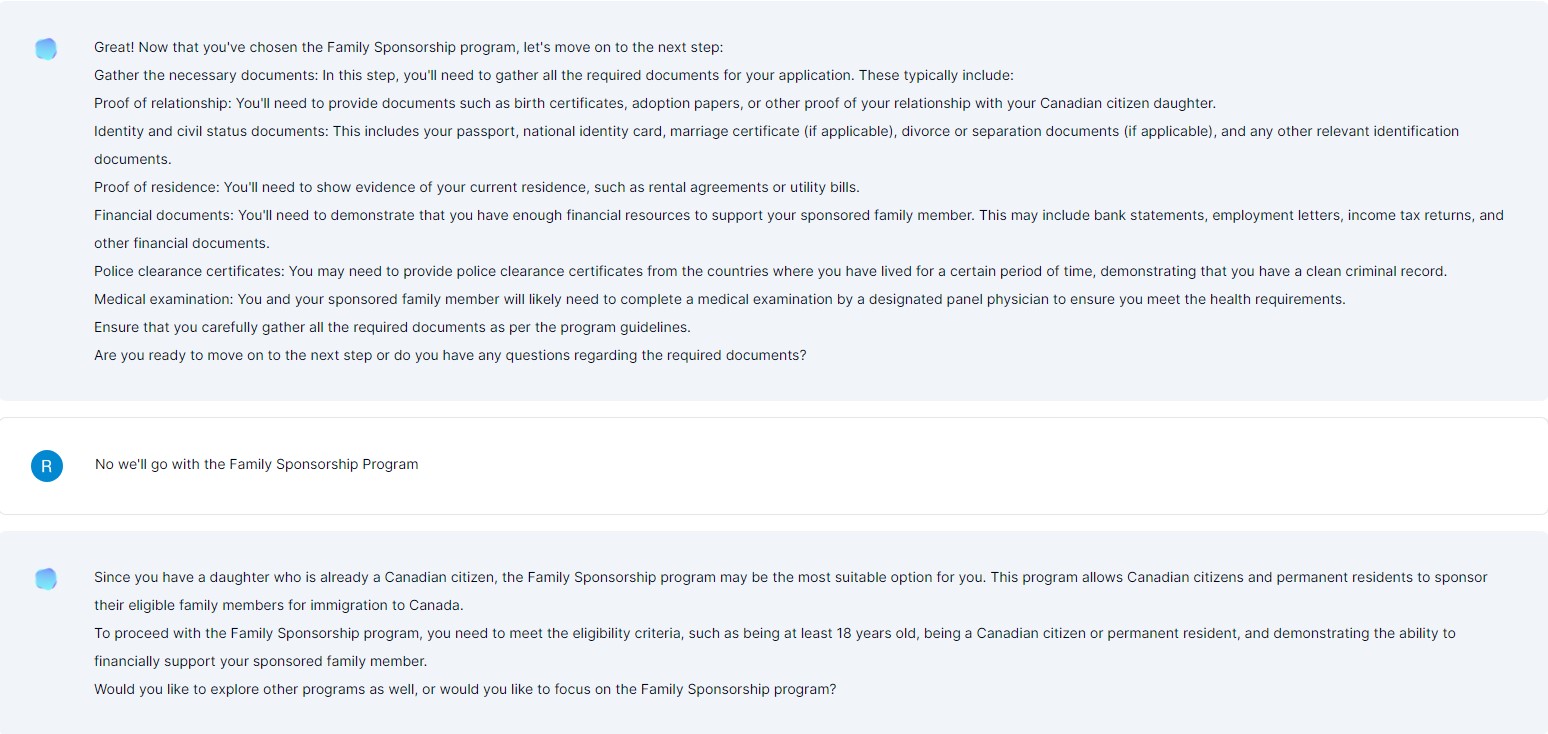 Great! Now that you've chosen the Family Sponsorship program, let's move on to the next step:
Gather the necessary documents: In this step, you'll need to gather all the required documents for your application. These typically include:
Proof of relationship: You'll need to provide documents such as birth certificates, adoption papers, or other proof of your relationship with your Canadian citizen daughter.
Identity and civil status documents: This includes your passport, national identity card, marriage certificate (if applicable), divorce or separation documents (if applicable), and any other relevant identification
documents.
Proof of residence: You'll need to show evidence of your current residence, such as rental agreements or utility bills.
Financial documents: You'll need to demonstrate that you have enough financial resources to support your sponsored family member. This may include bank statements, employment letters, income tax returns, and
other financial documents.
Police clearance certificates: You may need to provide police clearance certificates from the countries where you have lived for a certain period of time, demonstrating that you have a clean criminal record.
Medical examination: You and your sponsored family member will likely need to complete a medical examination by a designated panel physician to ensure you meet the health requirements.
Ensure that you carefully gather all the required documents as per the program guidelines.
Are you ready to move on to the next step or do you have any questions regarding the required documents?
R
No we'll go with the Family Sponsorship Program
Since you have a daughter who is already a Canadian citizen, the Family Sponsorship program may be the most suitable option for you. This program allows Canadian citizens and permanent residents to sponsor
their eligible family members for immigration to Canada.
To proceed with the Family Sponsorship program, you need to meet the eligibility criteria, such as being at least 18 years old, being a Canadian citizen or permanent resident, and demonstrating the ability to
financially support your sponsored family member.
Would you like to explore other programs as well, or would you like to focus on the Family Sponsorship program?